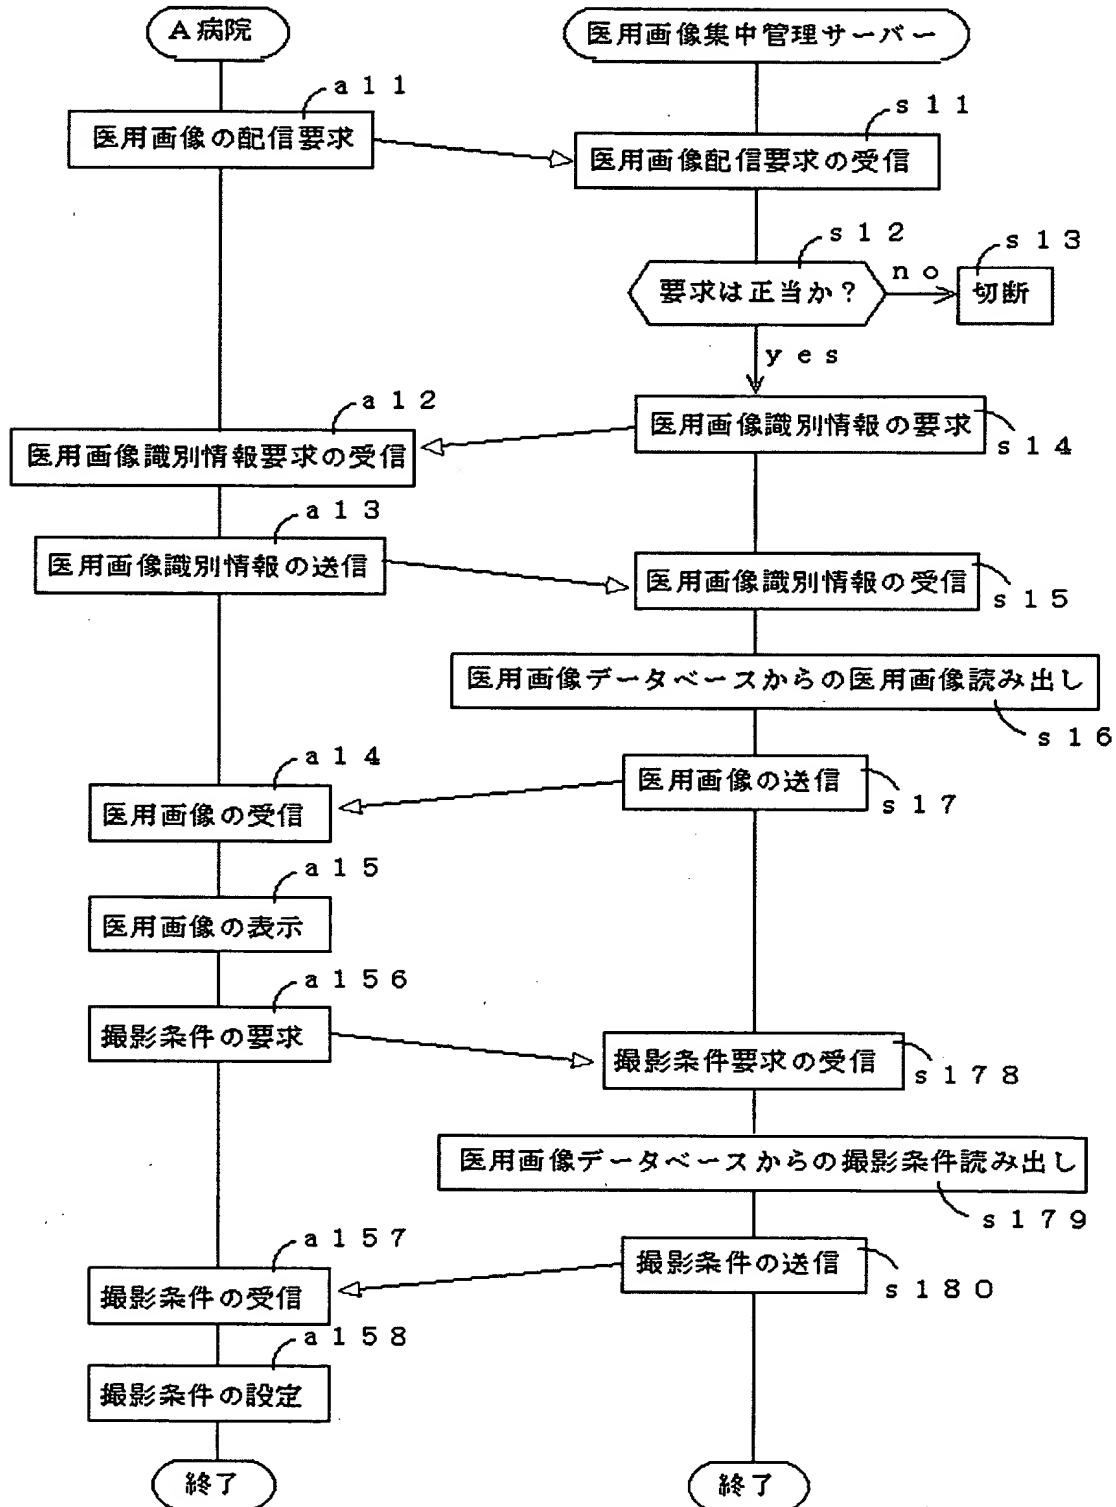 A病院
医用画像集中管理サーバー
a11
医用画像の配信要求
s11
医用画像配信要求の受信
s12
要求は正当か?
no
s13
切断
yes
a12
医用画像識別情報要求の受信
医用画像識別情報の要求
s14
a13
医用画像識別情報の送信
医用画像識別情報の受信
s15
医用画像データベースからの医用画像読み出し
s16
a14
医用画像の受信
医用画像の送信
s17
a15
医用画像の表示
a156
撮影条件の要求
撮影条件要求の受信
s178
医用画像データベースからの撮影条件読み出し
s179
a157
撮影条件の受信
撮影条件の送信
s180
a158
撮影条件の設定
終了
終了